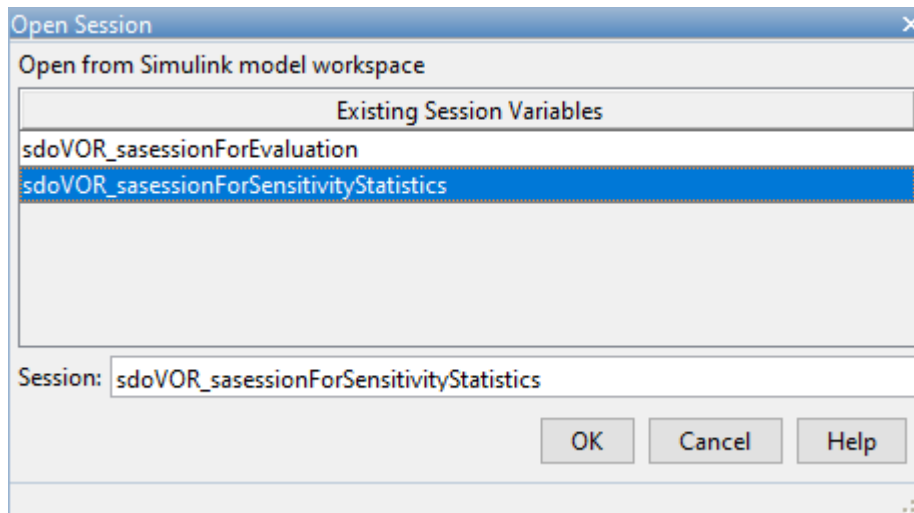 Open Session
Open from Simulink model workspace
Existing Session Variables
sdoVOR_sasessionForEvaluation
sdoVOR_sasessionForSensitivityStatistics
Session: sdoVOR_sasessionForSensitivityStatistics
OK Cancel Help